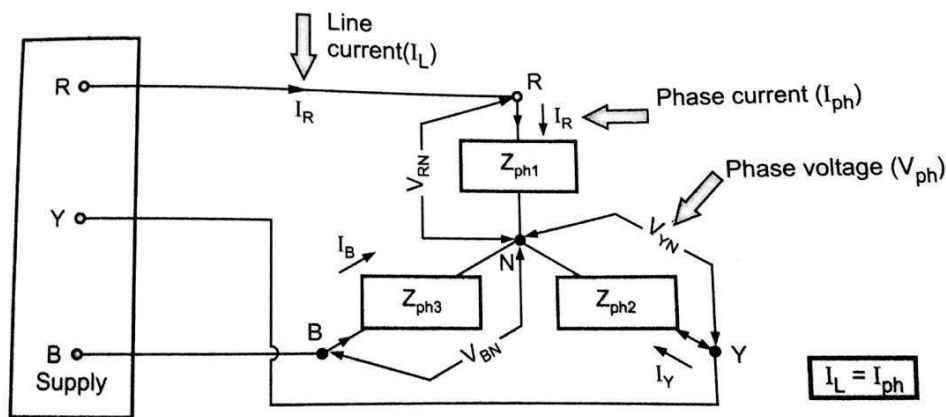 Line
current(I_L)
R
I_R
R
I_R
Phase current (I_ph)
Z_ph1
V_RN
Phase voltage (V_ph)
Y
V_YN
N
I_B
Z_ph3
Z_ph2
B
V_BN
B
Supply
I_Y
Y
I_L = I_ph